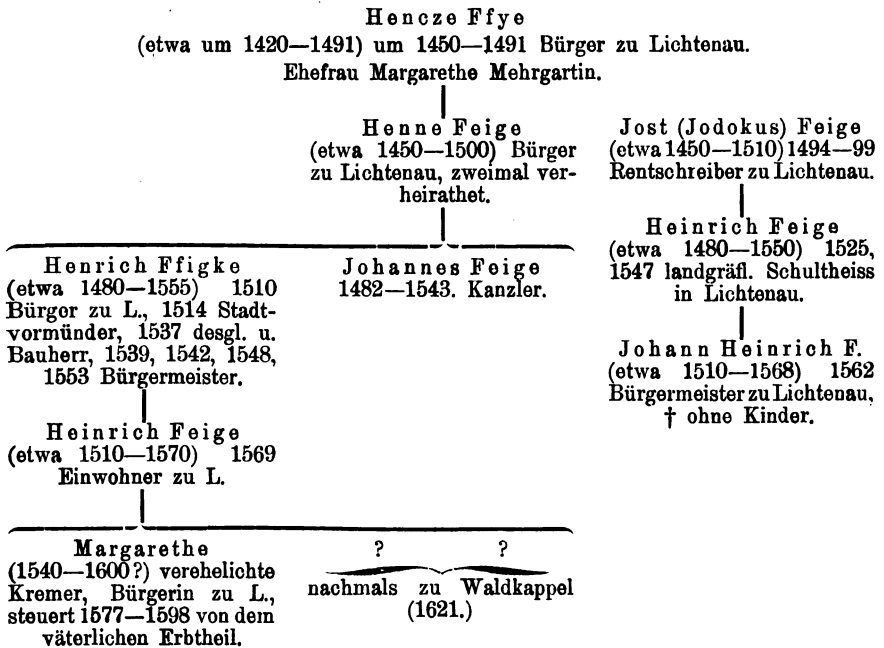 Hencze Ffye
(etwa um 1420—1491) um 1450—1491 Bürger zu Lichtenau.
Ehefrau Margarethe Mehrgartin.
Henne Feige
(etwa 1450—1500) Bürger
zu Lichtenau, zweimal ver-
heirathet.
Jost (Jodokus) Feige
(etwa 1450—1510) 1494—99
Rentschreiber zu Lichtenau.
Henrich Ffigke
(etwa 1480—1555) 1510
Bürger zu L., 1514 Stadt-
vormünder, 1537 desgl. u.
Bauherr, 1539, 1542, 1548,
1553 Bürgermeister.
Johannes Feige
1482—1543. Kanzler.
Heinrich Feige
(etwa 1480—1550) 1525,
1547 landgräfl. Schultheiss
in Lichtenau.
Johann Heinrich F.
(etwa 1510—1568) 1562
Bürgermeister zu Lichtenau,
† ohne Kinder.
Heinrich Feige
(etwa 1510—1570) 1569
Einwohner zu L.
Margarethe
(1540—1600?) verehelichte
Kremer, Bürgerin zu L.,
steuert 1577—1598 von dem
väterlichen Erbtheil.
? ?
nachmals zu Waldkappel
(1621.)